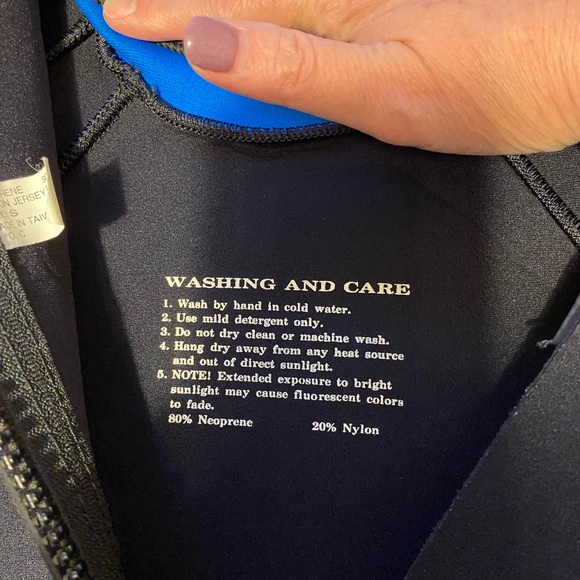 WASHING AND CARE
1. Wash by hand in cold water.
2. Use mild detergent only.
3. Do not dry clean or machine wash.
4. Hang dry away from any heat source
and out of direct sunlight.
5. NOTE! Extended exposure to bright
sunlight may cause fluorescent colors
to fade.
80% Neoprene 20% Nylon
JERSEY
S
IN